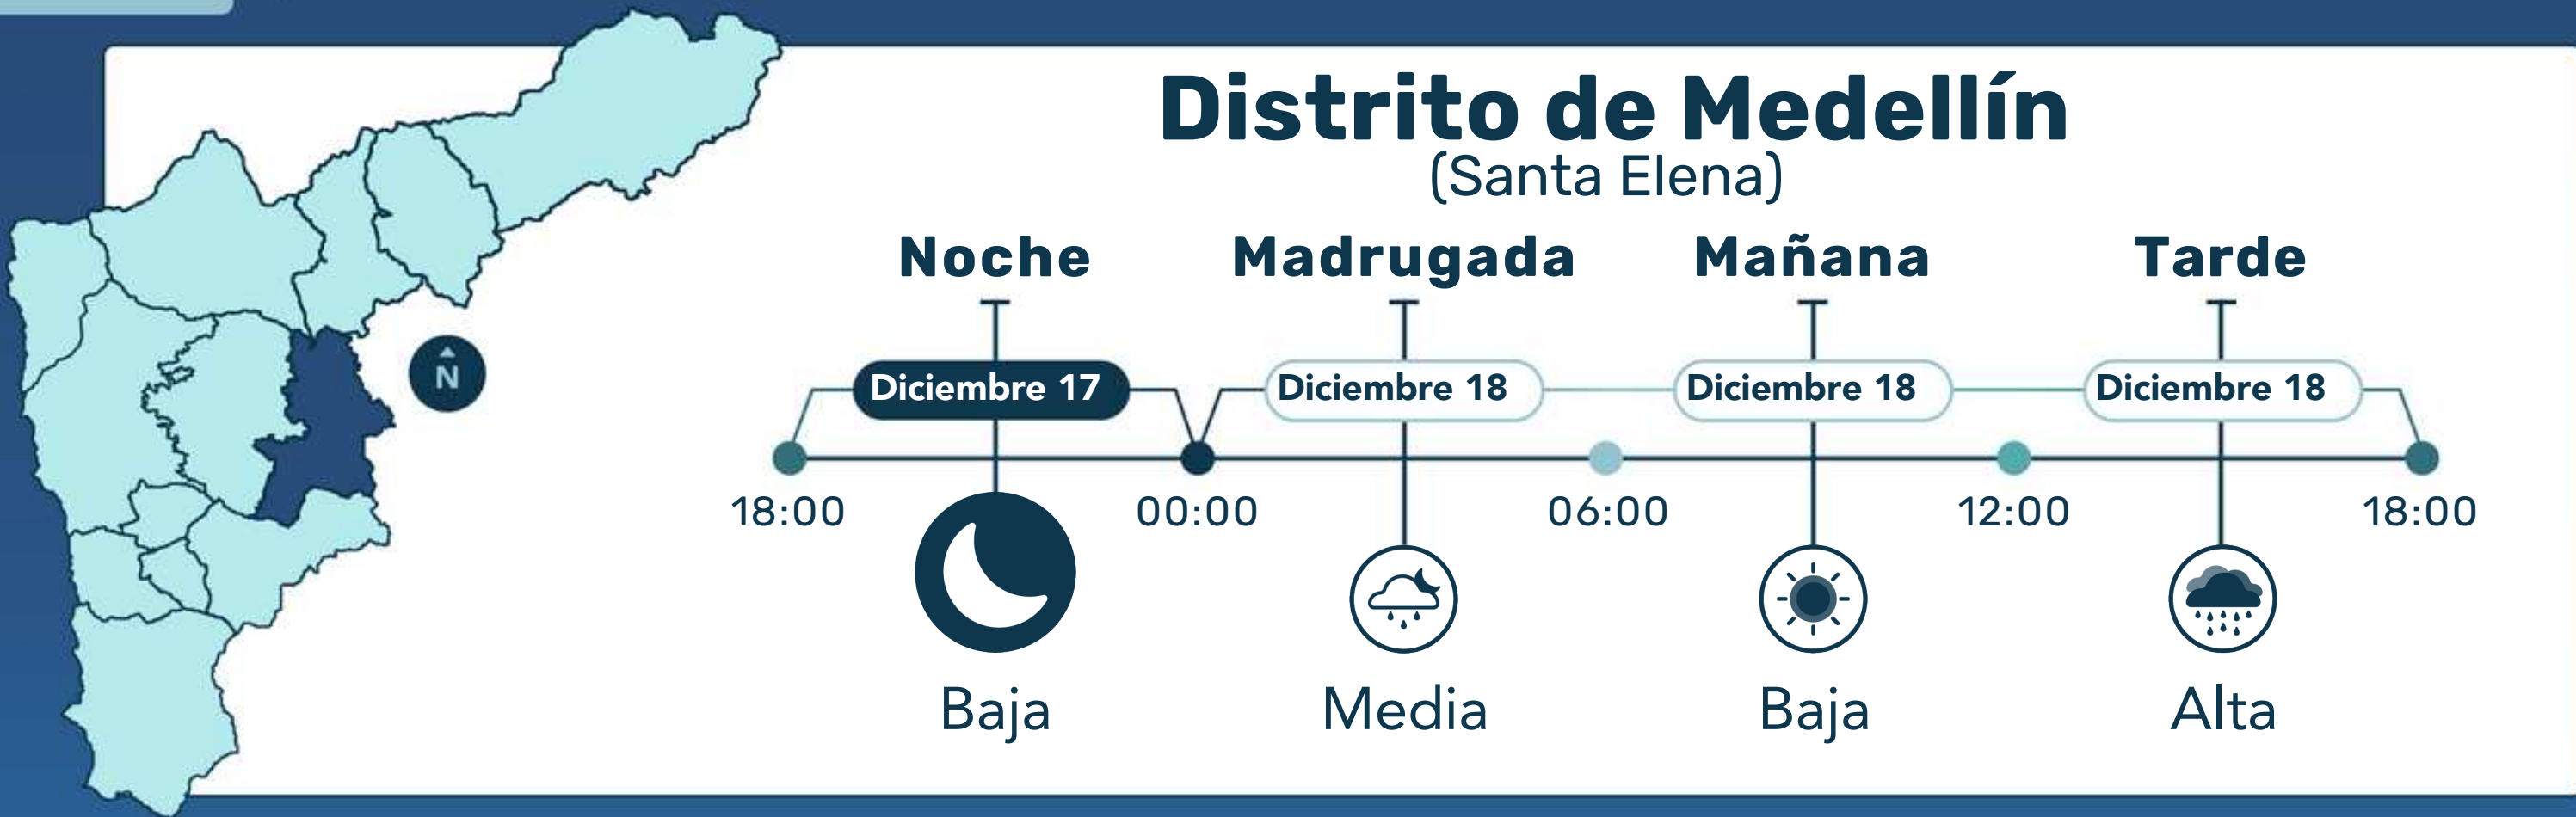 Distrito de Medellín
(Santa Elena)
Noche Madrugada Mañana Tarde
N
Diciembre 17 Diciembre 18 Diciembre 18 Diciembre 18
18:00 00:00 06:00 12:00 18:00
Baja Media Baja Alta